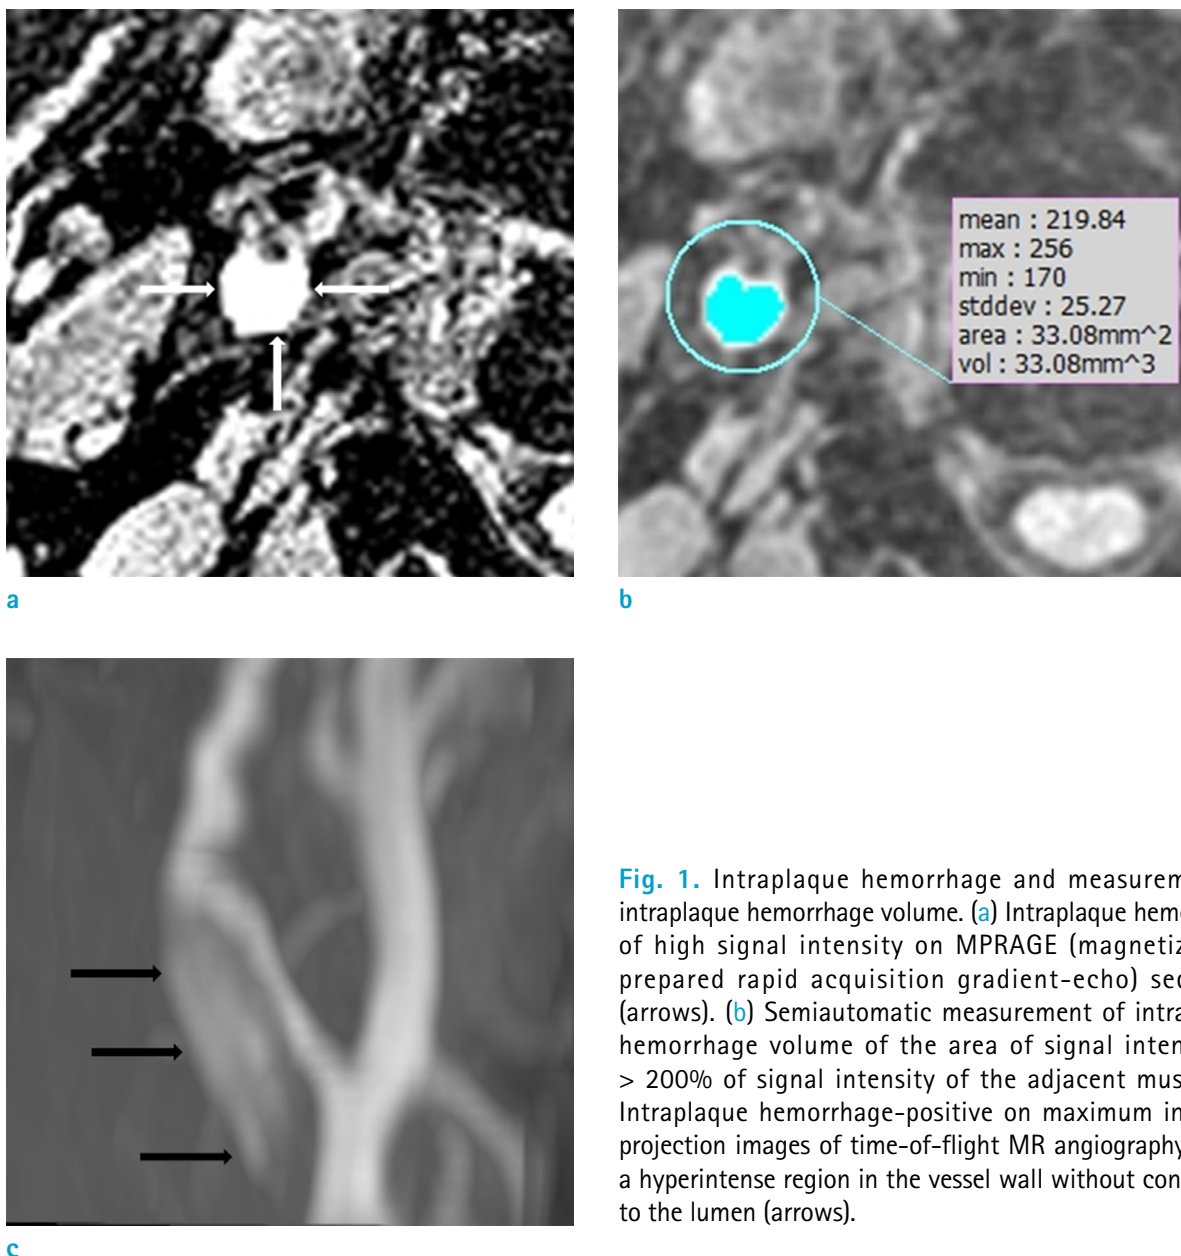 mean : 219.84
max : 256
min : 170
stddev : 25.27
area : 33.08mm^2
vol : 33.08mm^3
a
b
c
Fig. 1. Intraplaque hemorrhage and measurem
intraplaque hemorrhage volume. (a) Intraplaque hemo
of high signal intensity on MPRAGE (magnetiz
prepared rapid acquisition gradient-echo) se
(arrows). (b) Semiautomatic measurement of intra
hemorrhage volume of the area of signal inten
> 200% of signal intensity of the adjacent mus
Intraplaque hemorrhage-positive on maximum in
projection images of time-of-flight MR angiography
a hyperintense region in the vessel wall without con
to the lumen (arrows).